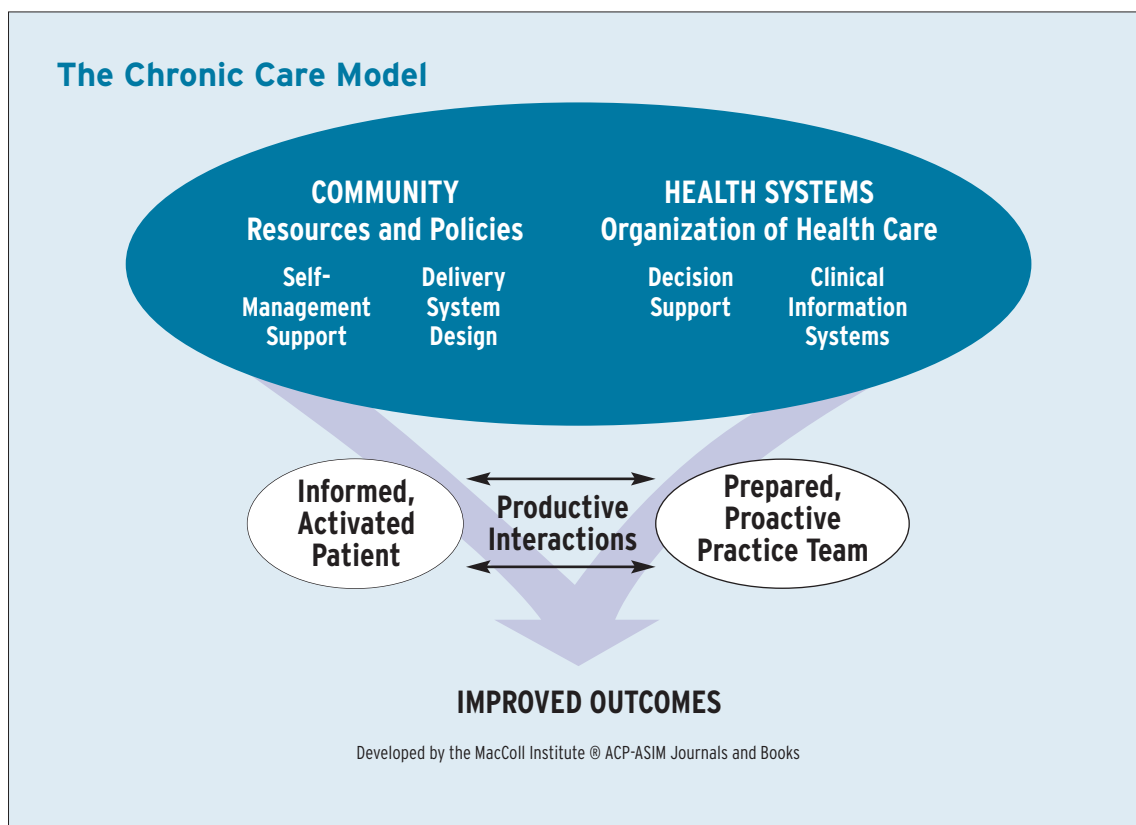 The Chronic Care Model
COMMUNITY
Resources and Policies
HEALTH SYSTEMS
Organization of Health Care
Self-
Management
Support
Delivery
System
Design
Decision
Support
Clinical
Information
Systems
Informed,
Activated
Patient
Productive
Interactions
Prepared,
Proactive
Practice Team
IMPROVED OUTCOMES
Developed by the MacColl Institute ® ACP-ASIM Journals and Books